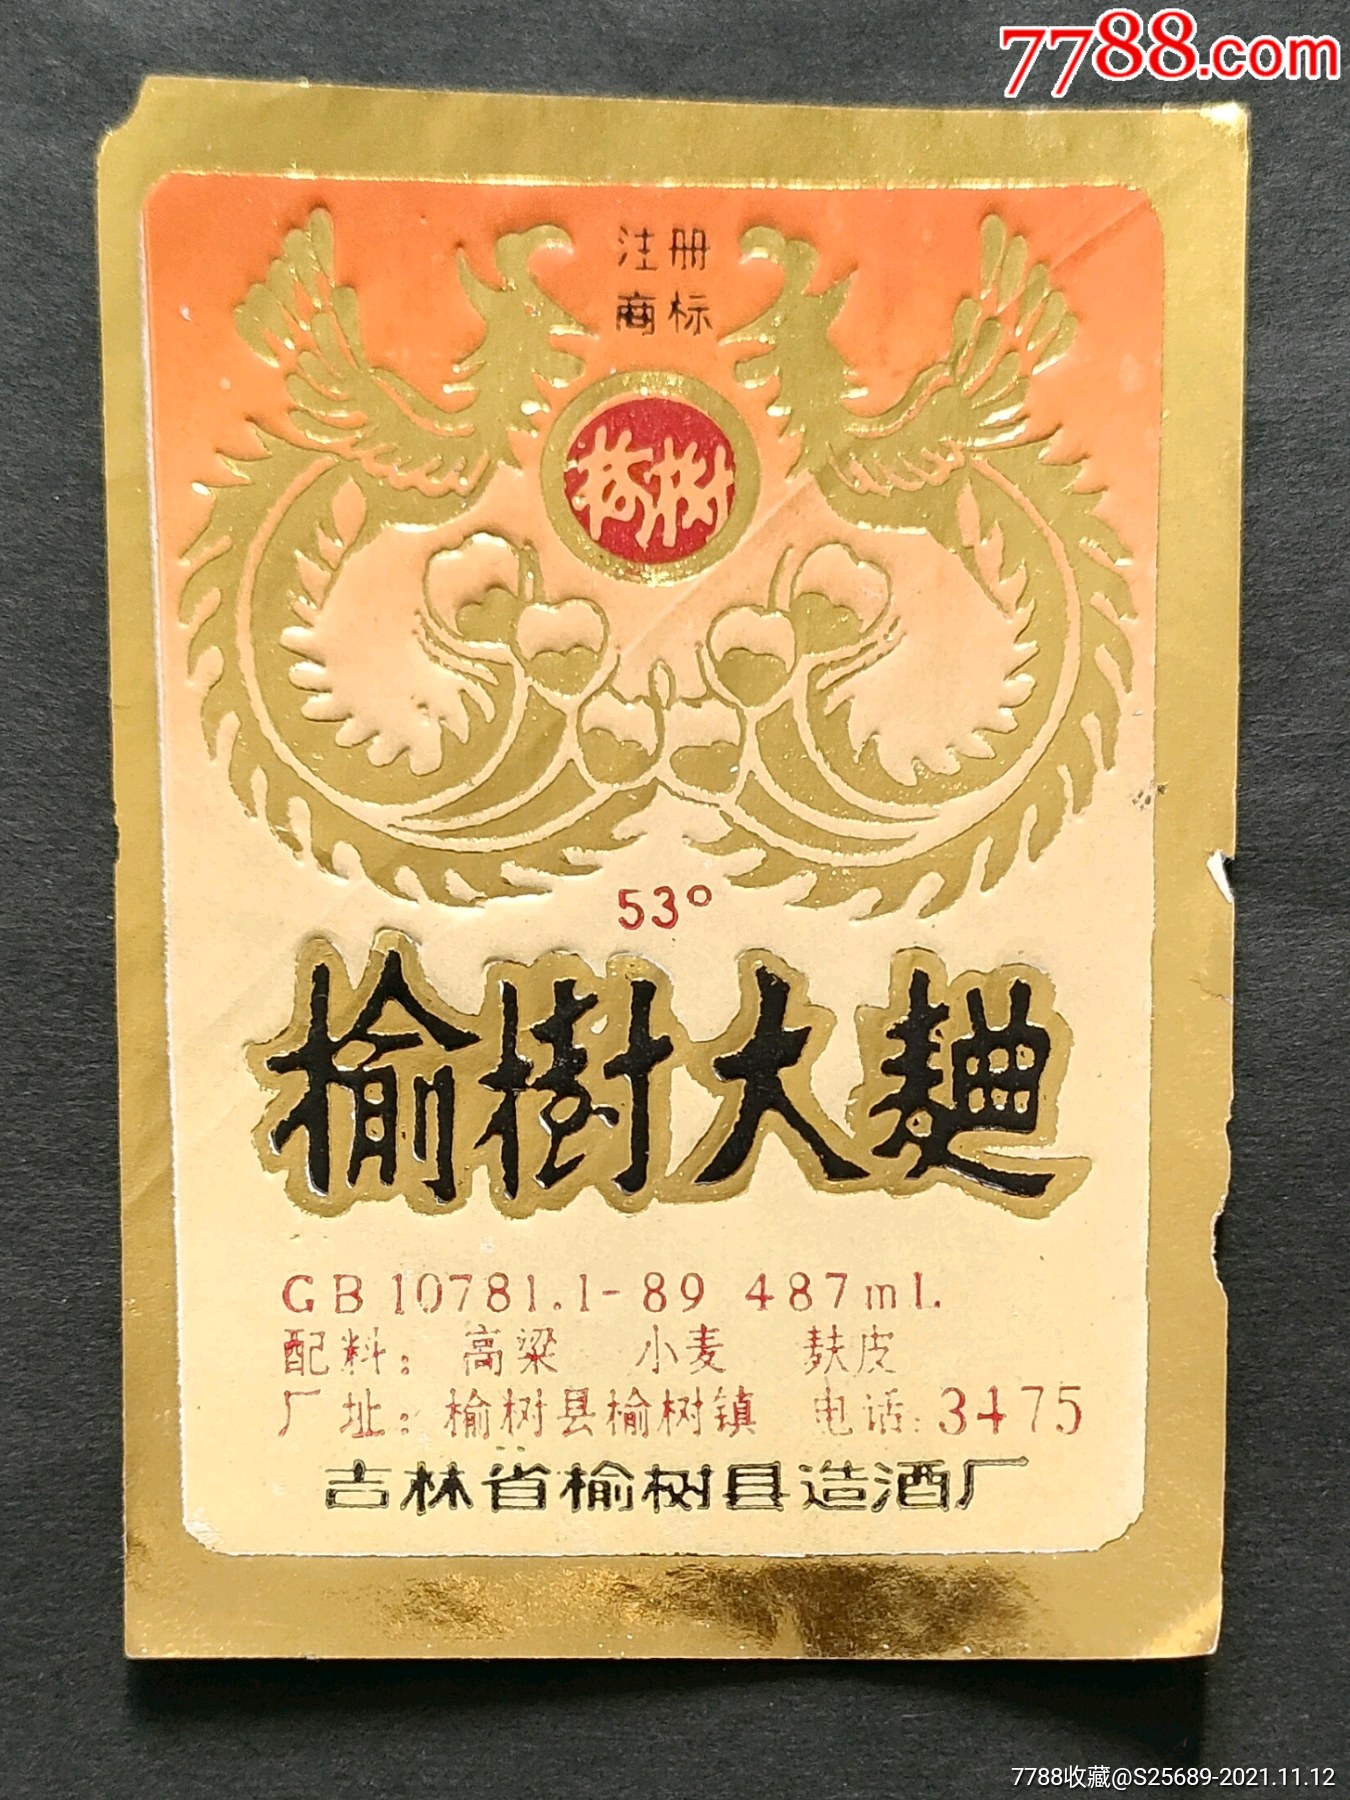 7788.com
注册
商标
榆树
53°
榆樹大麯
GB 10781.1-89 487ml.
配料：高粱 小麦 麸皮
厂址：榆树县榆树镇 电话：3475
吉林省榆树县造酒厂
7788收藏@S25689-2021.11.12